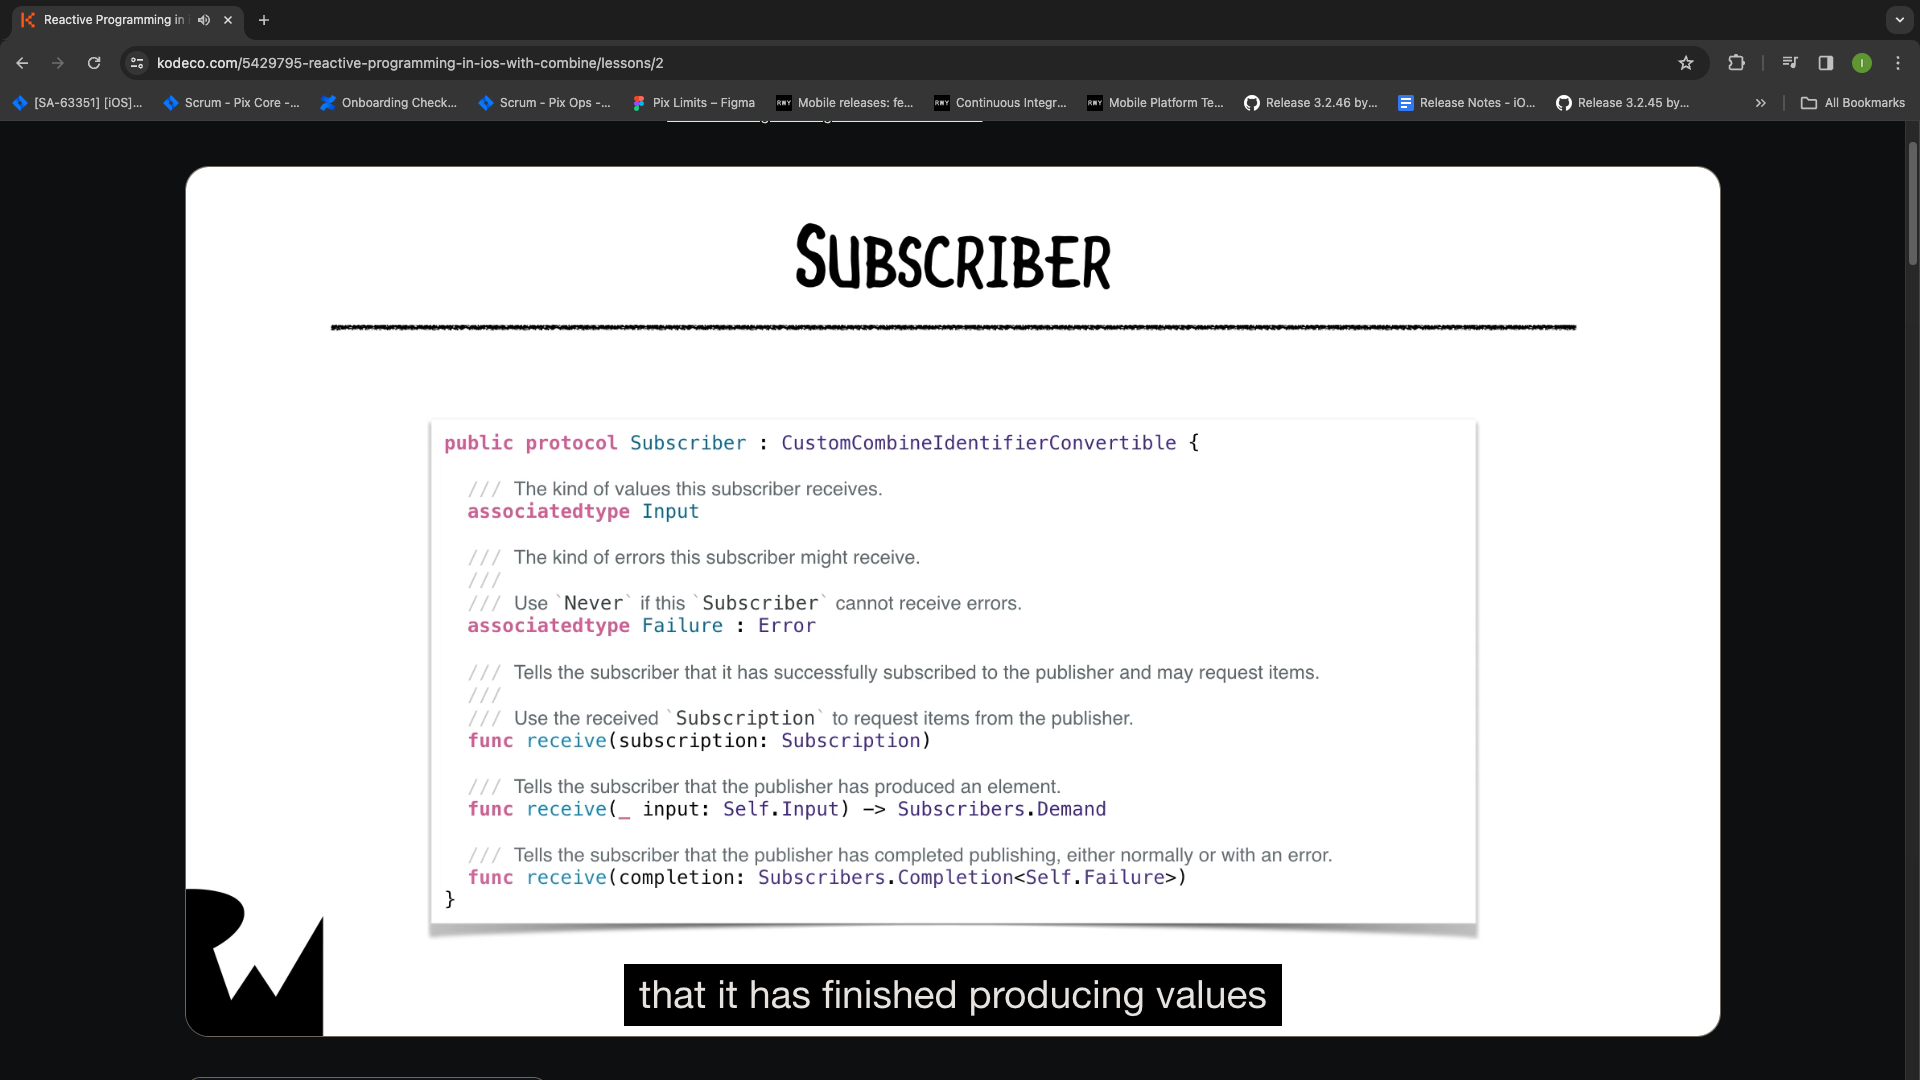 Reactive Programming in i
kodeco.com/5429795-reactive-programming-in-ios-with-combine/lessons/2
I
[SA-63351] [iOS]...
Scrum - Pix Core -...
Onboarding Check...
Scrum - Pix Ops -...
Pix Limits – Figma
RWY
Mobile releases: fe...
RWY
Continuous Integr...
RWY
Mobile Platform Te...
Release 3.2.46 by...
Release Notes - iO...
Release 3.2.45 by...
»
All Bookmarks
SUBSCRIBER
public protocol Subscriber : CustomCombineIdentifierConvertible {
/// The kind of values this subscriber receives.
associatedtype Input
/// The kind of errors this subscriber might receive.
///
/// Use `Never` if this `Subscriber` cannot receive errors.
associatedtype Failure : Error
/// Tells the subscriber that it has successfully subscribed to the publisher and may request items.
///
/// Use the received `Subscription` to request items from the publisher.
func receive(subscription: Subscription)
/// Tells the subscriber that the publisher has produced an element.
func receive(_ input: Self.Input) -> Subscribers.Demand
/// Tells the subscriber that the publisher has completed publishing, either normally or with an error.
func receive(completion: Subscribers.Completion<Self.Failure>)
}
that it has finished producing values